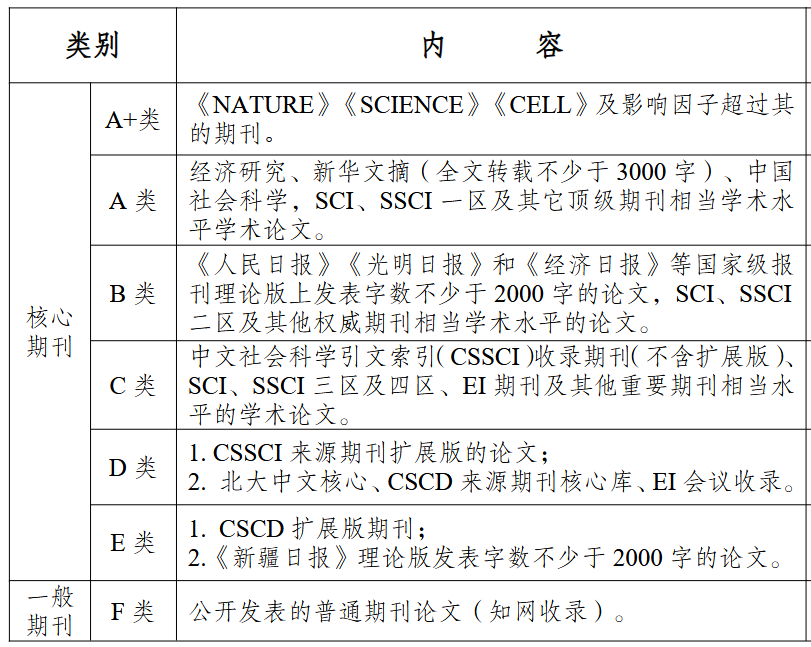 类别 内 容
核心
期刊
A+类
《NATURE》《SCIENCE》《CELL》及影响因子超过其
的期刊。
A 类
经济研究、新华文摘（全文转载不少于 3000 字）、中国
社会科学，SCI、SSCI 一区及其它顶级期刊相当学术水
平学术论文。
B 类
《人民日报》《光明日报》和《经济日报》等国家级报
刊理论版上发表字数不少于 2000 字的论文，SCI、SSCI
二区及其他权威期刊相当学术水平的论文。
C 类
中文社会科学引文索引（CSSCI）收录期刊（不含扩展版）、
SCI、SSCI 三区及四区、EI 期刊及其他重要期刊相当水
平的学术论文。
D 类
1. CSSCI 来源期刊扩展版的论文；
2. 北大中文核心、CSCD 来源期刊核心库、EI 会议收录。
E 类
1. CSCD 扩展版期刊；
2.《新疆日报》理论版发表字数不少于 2000 字的论文。
一般
期刊
F 类
公开发表的普通期刊论文（知网收录）。